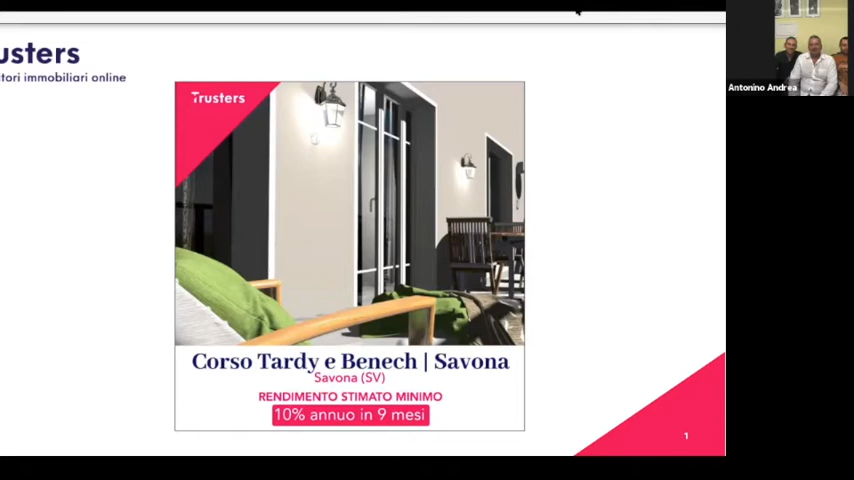 usters
tori immobiliari online
Trusters
Antonino Andrea
Corso Tardy e Benech | Savona
Savona (SV)
RENDIMENTO STIMATO MINIMO
10% annuo in 9 mesi
1